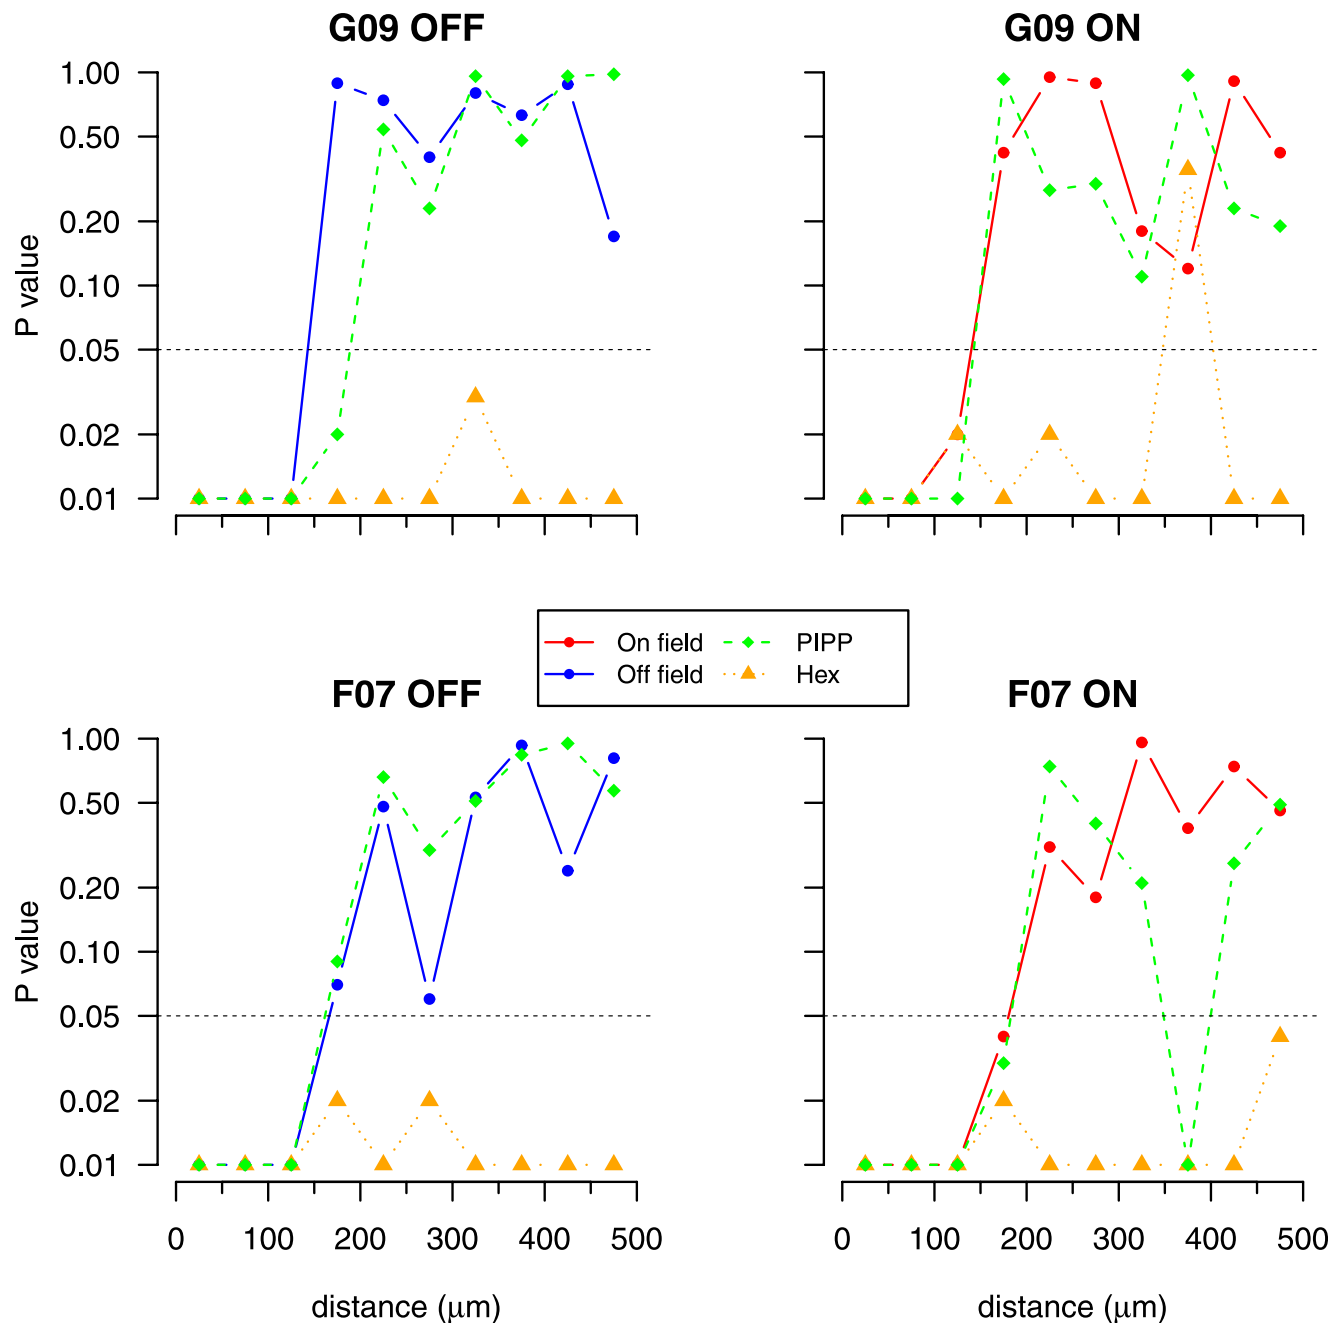 G09 OFF
G09 ON
P value
1.00
0.50
0.20
0.10
0.05
0.02
0.01
On field
PIPP
Off field
Hex
F07 OFF
F07 ON
P value
1.00
0.50
0.20
0.10
0.05
0.02
0.01
0 100 200 300 400 500
0 100 200 300 400 500
distance (μm)
distance (μm)